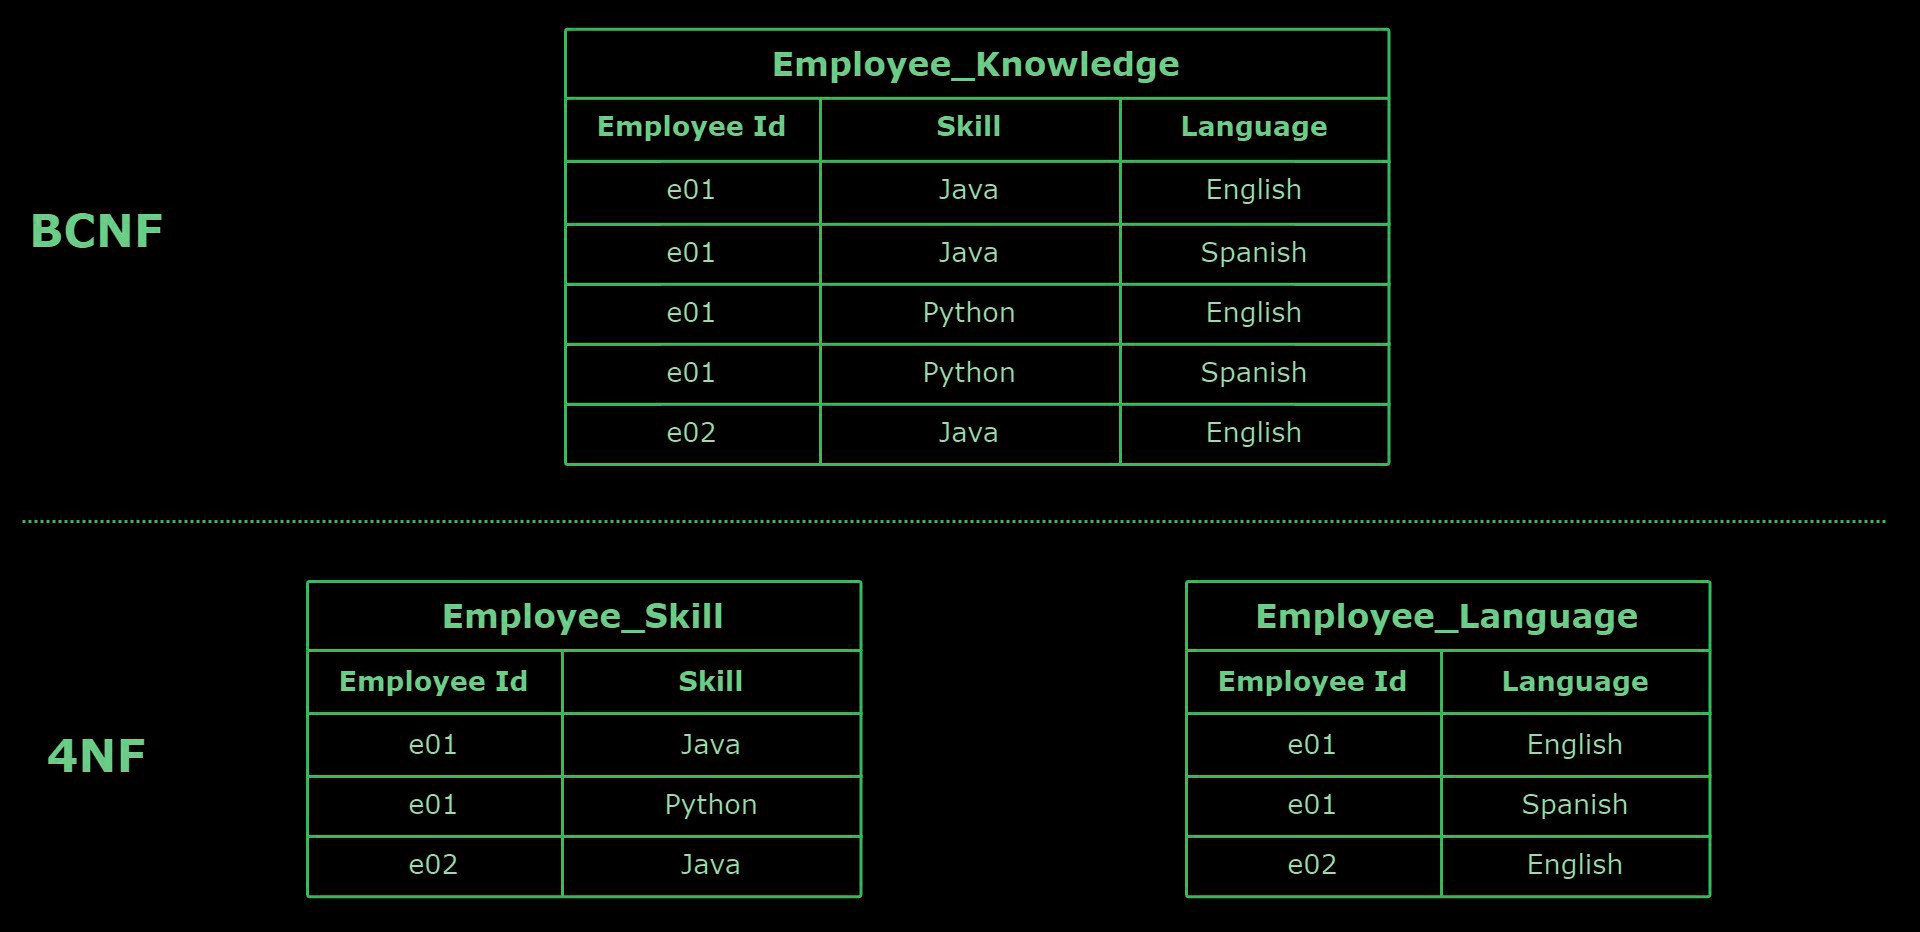 Employee_Knowledge
Employee Id Skill Language
e01 Java English
BCNF
e01 Java Spanish
e01 Python English
e01 Python Spanish
e02 Java English
Employee_Skill
Employee Id Skill
e01 Java
e01 Python
e02 Java
4NF
Employee_Language
Employee Id Language
e01 English
e01 Spanish
e02 English